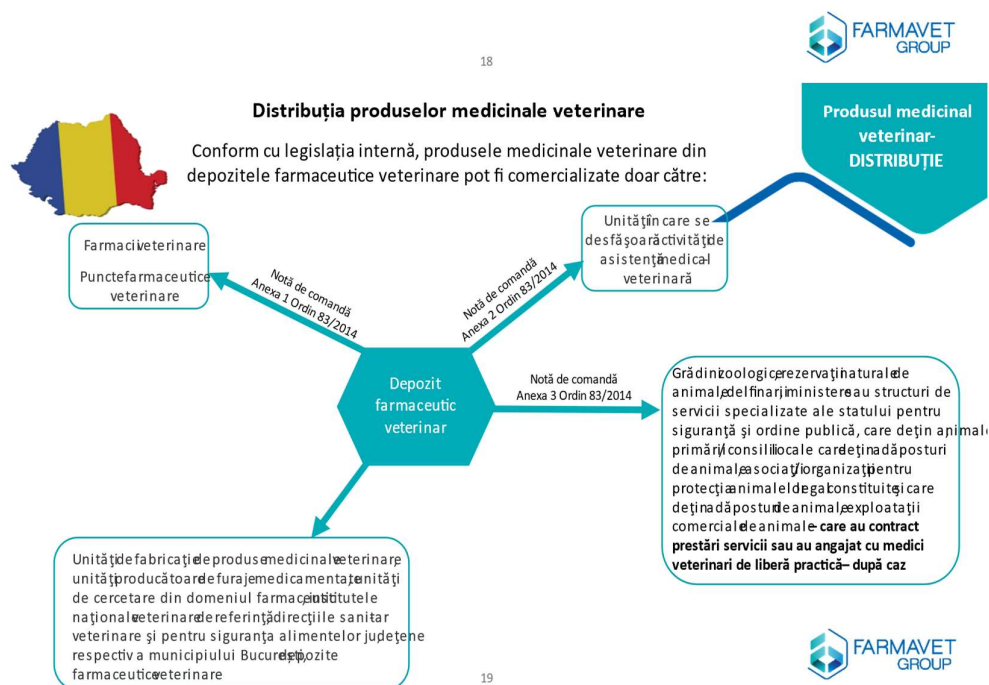 FARMAVET
GROUP
18
Distribuția produselor medicinale veterinare
Produsul medicinal
veterinar-
DISTRIBUȚIE
Conform cu legislația internă, produsele medicinale veterinare din
depozitele farmaceutice veterinare pot fi comercializate doar către:
Farmacii veterinare
Puncte farmaceutice
veterinare
Notă de comandă
Anexa 1 Ordin 83/2014
Notă de comandă
Anexa 2 Ordin 83/2014
Unități în care se
desfășoară activități de
asistență medical-
veterinară
Depozit
farmaceutic
veterinar
Notă de comandă
Anexa 3 Ordin 83/2014
Grădini zoologice, rezervații naturale de
animale, delfinarii, ministere sau structuri de
servicii specializate ale statului pentru
siguranță și ordine publică, care dețin animale
primării/consilii locale care dețin adăposturi
de animale, asociații/organizații pentru
protecția animalelor legal constituite și care
dețin adăposturi de animale, exploatații
comerciale de animale – care au contract
prestări servicii sau au angajat cu medici
veterinari de liberă practică – după caz
Unități de fabricație de produse medicinale veterinare,
unități producătoare de furaje medicamentate, unități
de cercetare din domeniul farmaceutic, institutele
naționale veterinare de referință, direcțiile sanitar-
veterinare şi pentru siguranța alimentelor județene
respectiv a municipiului București, depozite
farmaceutice veterinare
FARMAVET
GROUP
19